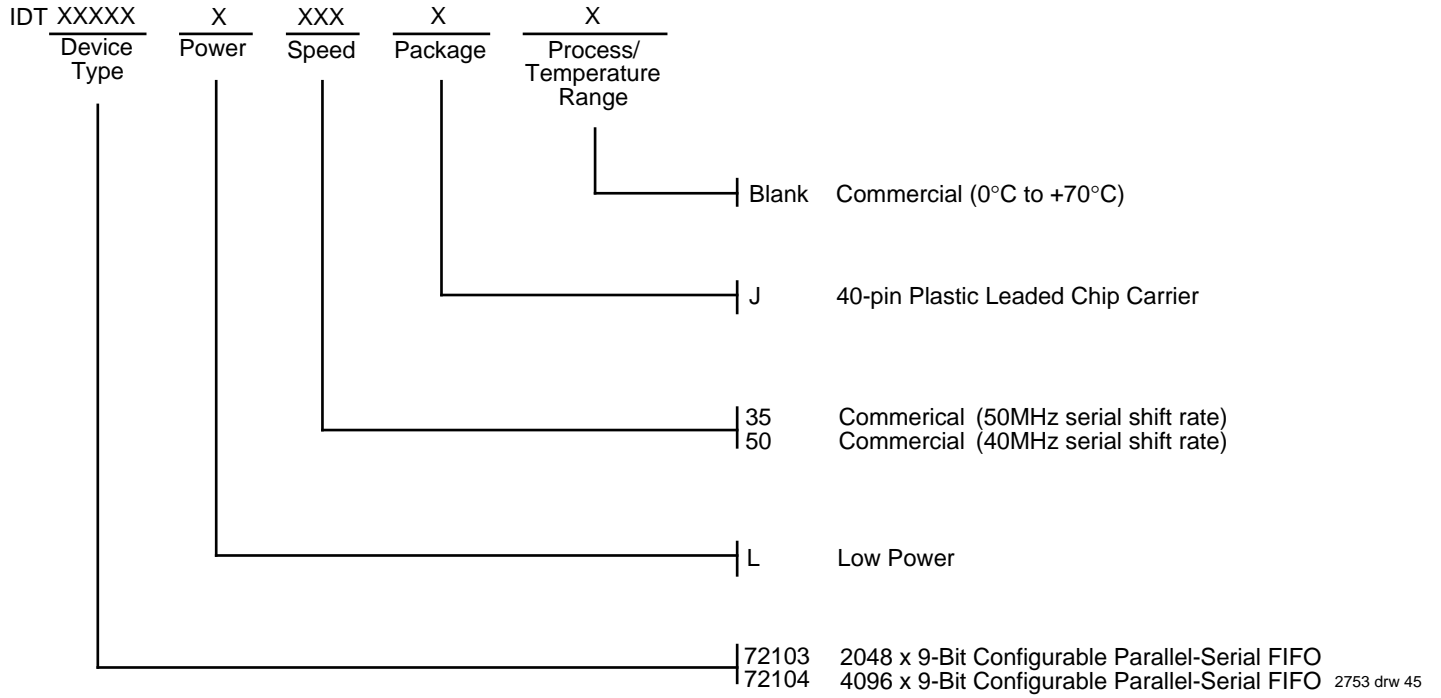 IDT XXXXX X XXX X X
Device Type Power Speed Package Process/ Temperature Range
Blank Commercial (0°C to +70°C)
J 40-pin Plastic Leaded Chip Carrier
35 Commerical (50MHz serial shift rate)
50 Commercial (40MHz serial shift rate)
L Low Power
72103 2048 x 9-Bit Configurable Parallel-Serial FIFO
72104 4096 x 9-Bit Configurable Parallel-Serial FIFO 2753 drw 45